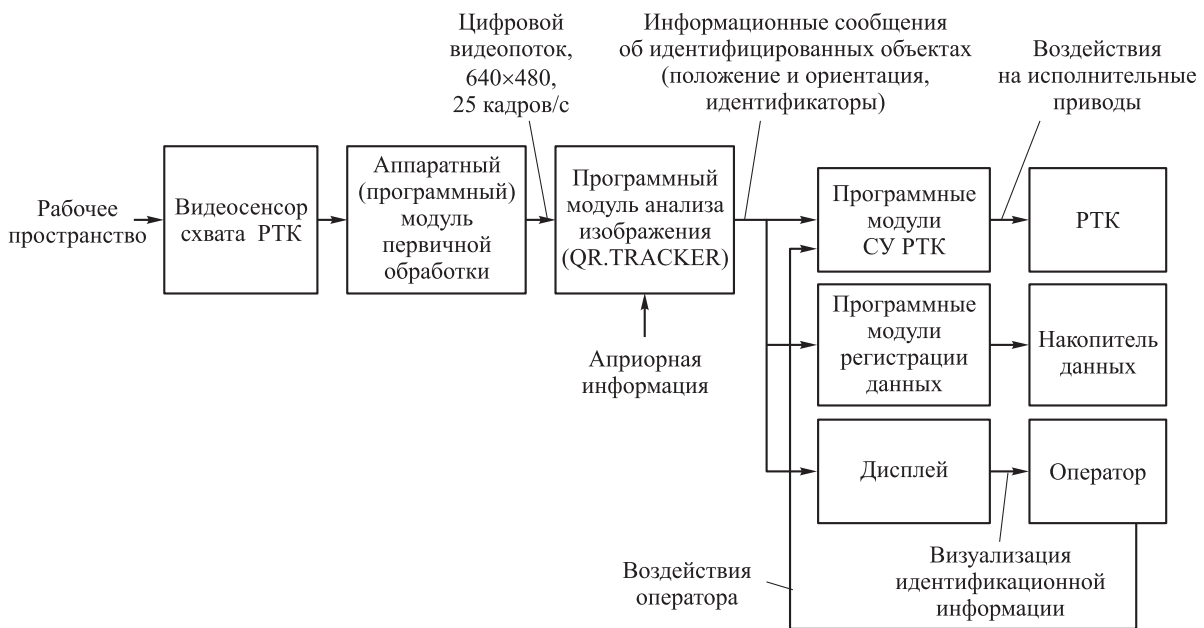 Цифровой
видеопоток,
640×480,
25 кадров/с
Информационные сообщения
об идентифицированных объектах
(положение и ориентация,
идентификаторы)
Воздействия
на исполнительные
приводы
Рабочее
пространство
Видеосенсор
схвата РТК
Аппаратный
(программный)
модуль
первичной
обработки
Программный
модуль анализа
изображения
(QR.TRACKER)
Программные
модули
СУ РТК
РТК
Априорная
информация
Программные
модули
регистрации
данных
Накопитель
данных
Дисплей
Оператор
Воздействия
оператора
Визуализация
идентификационной
информации